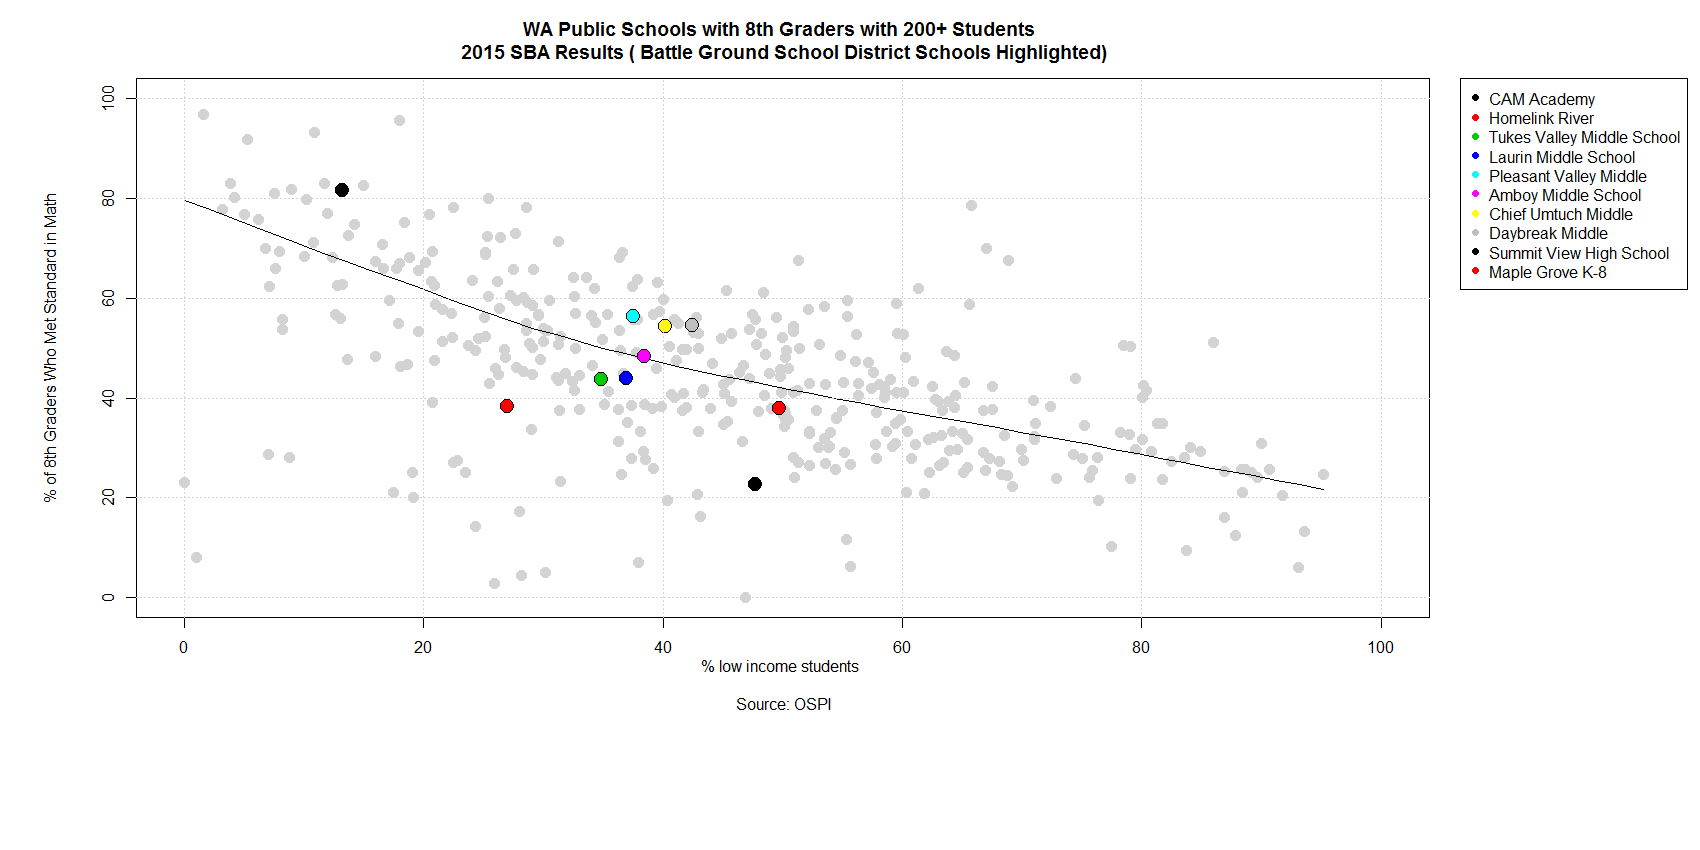 WA Public Schools with 8th Graders with 200+ Students
2015 SBA Results ( Battle Ground School District Schools Highlighted)
% of 8th Graders Who Met Standard in Math
100
80
60
40
20
0
0 20 40 60 80 100
% low income students
Source: OSPI
CAM Academy
Homelink River
Tukes Valley Middle School
Laurin Middle School
Pleasant Valley Middle
Amboy Middle School
Chief Umtuch Middle
Daybreak Middle
Summit View High School
Maple Grove K-8